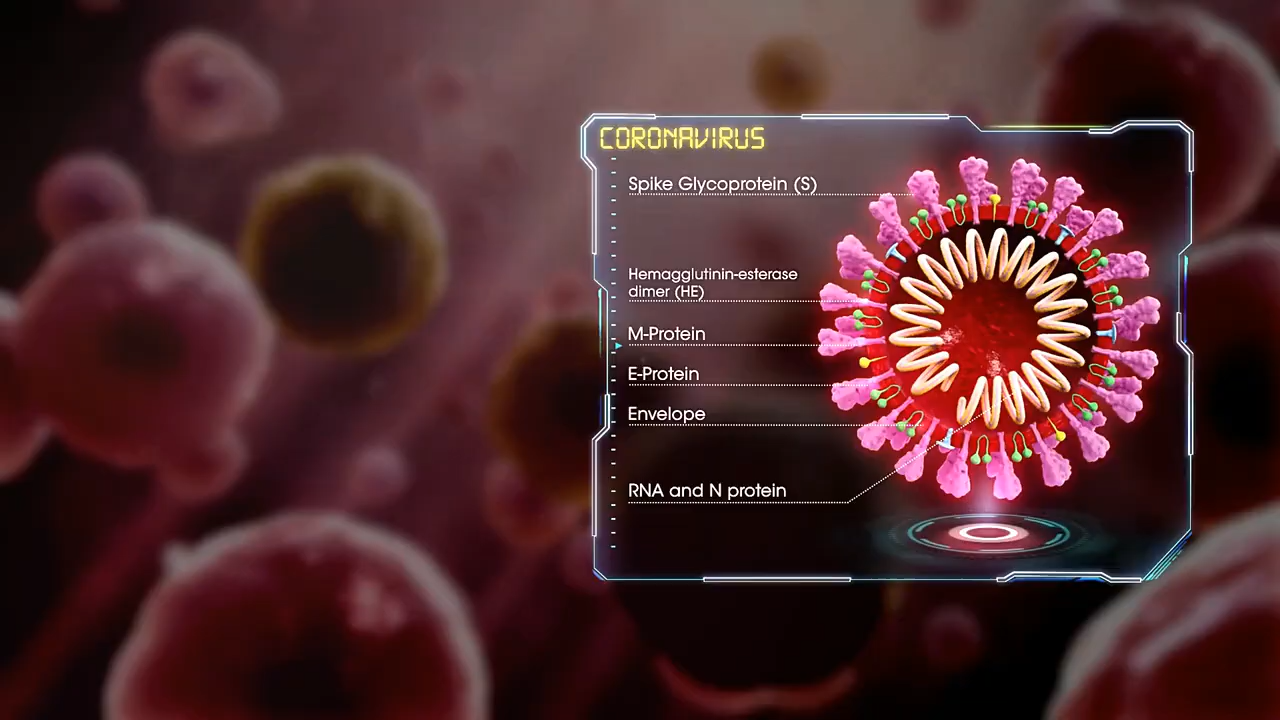 CORONAVIRUS
Spike Glycoprotein (S)
Hemagglutinin-esterase
dimer (HE)
M-Protein
E-Protein
Envelope
RNA and N protein